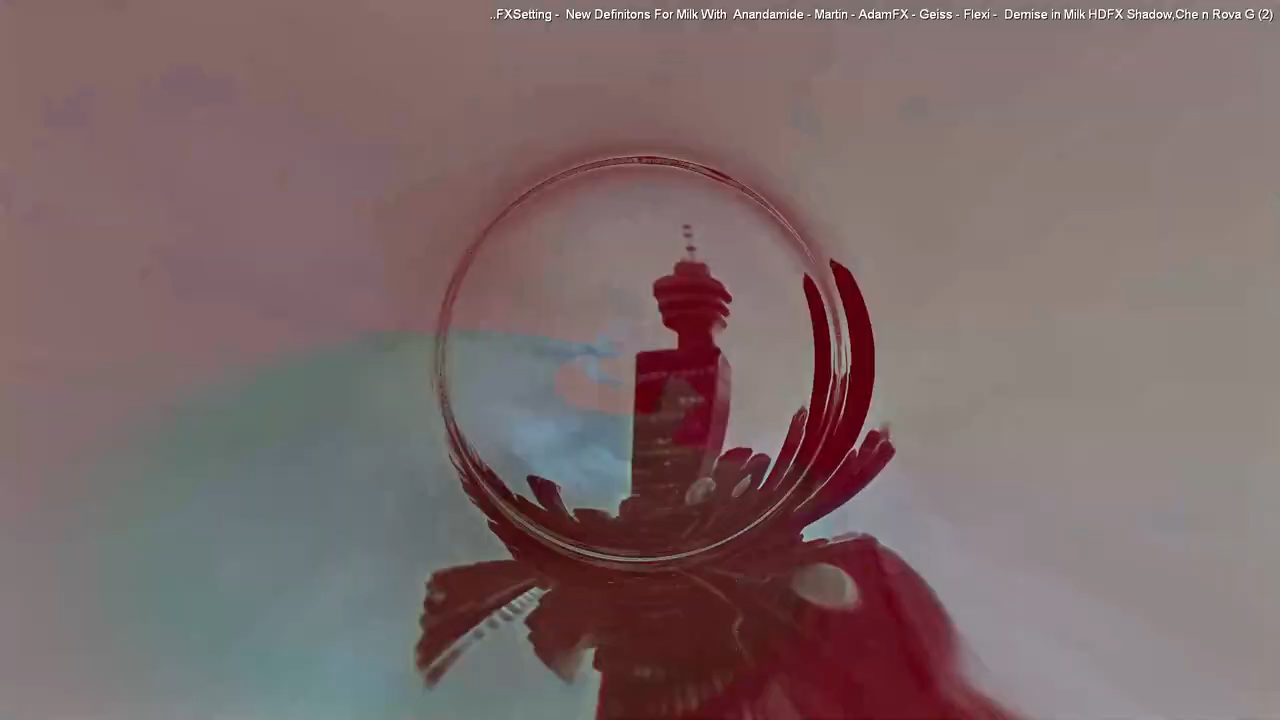 ..FXSetting - New Definitons For Milk With Anandamide - Martin - AdamFX - Geiss - Flexi - Demise in Milk HDFX Shadow,Che n Rova G (2)